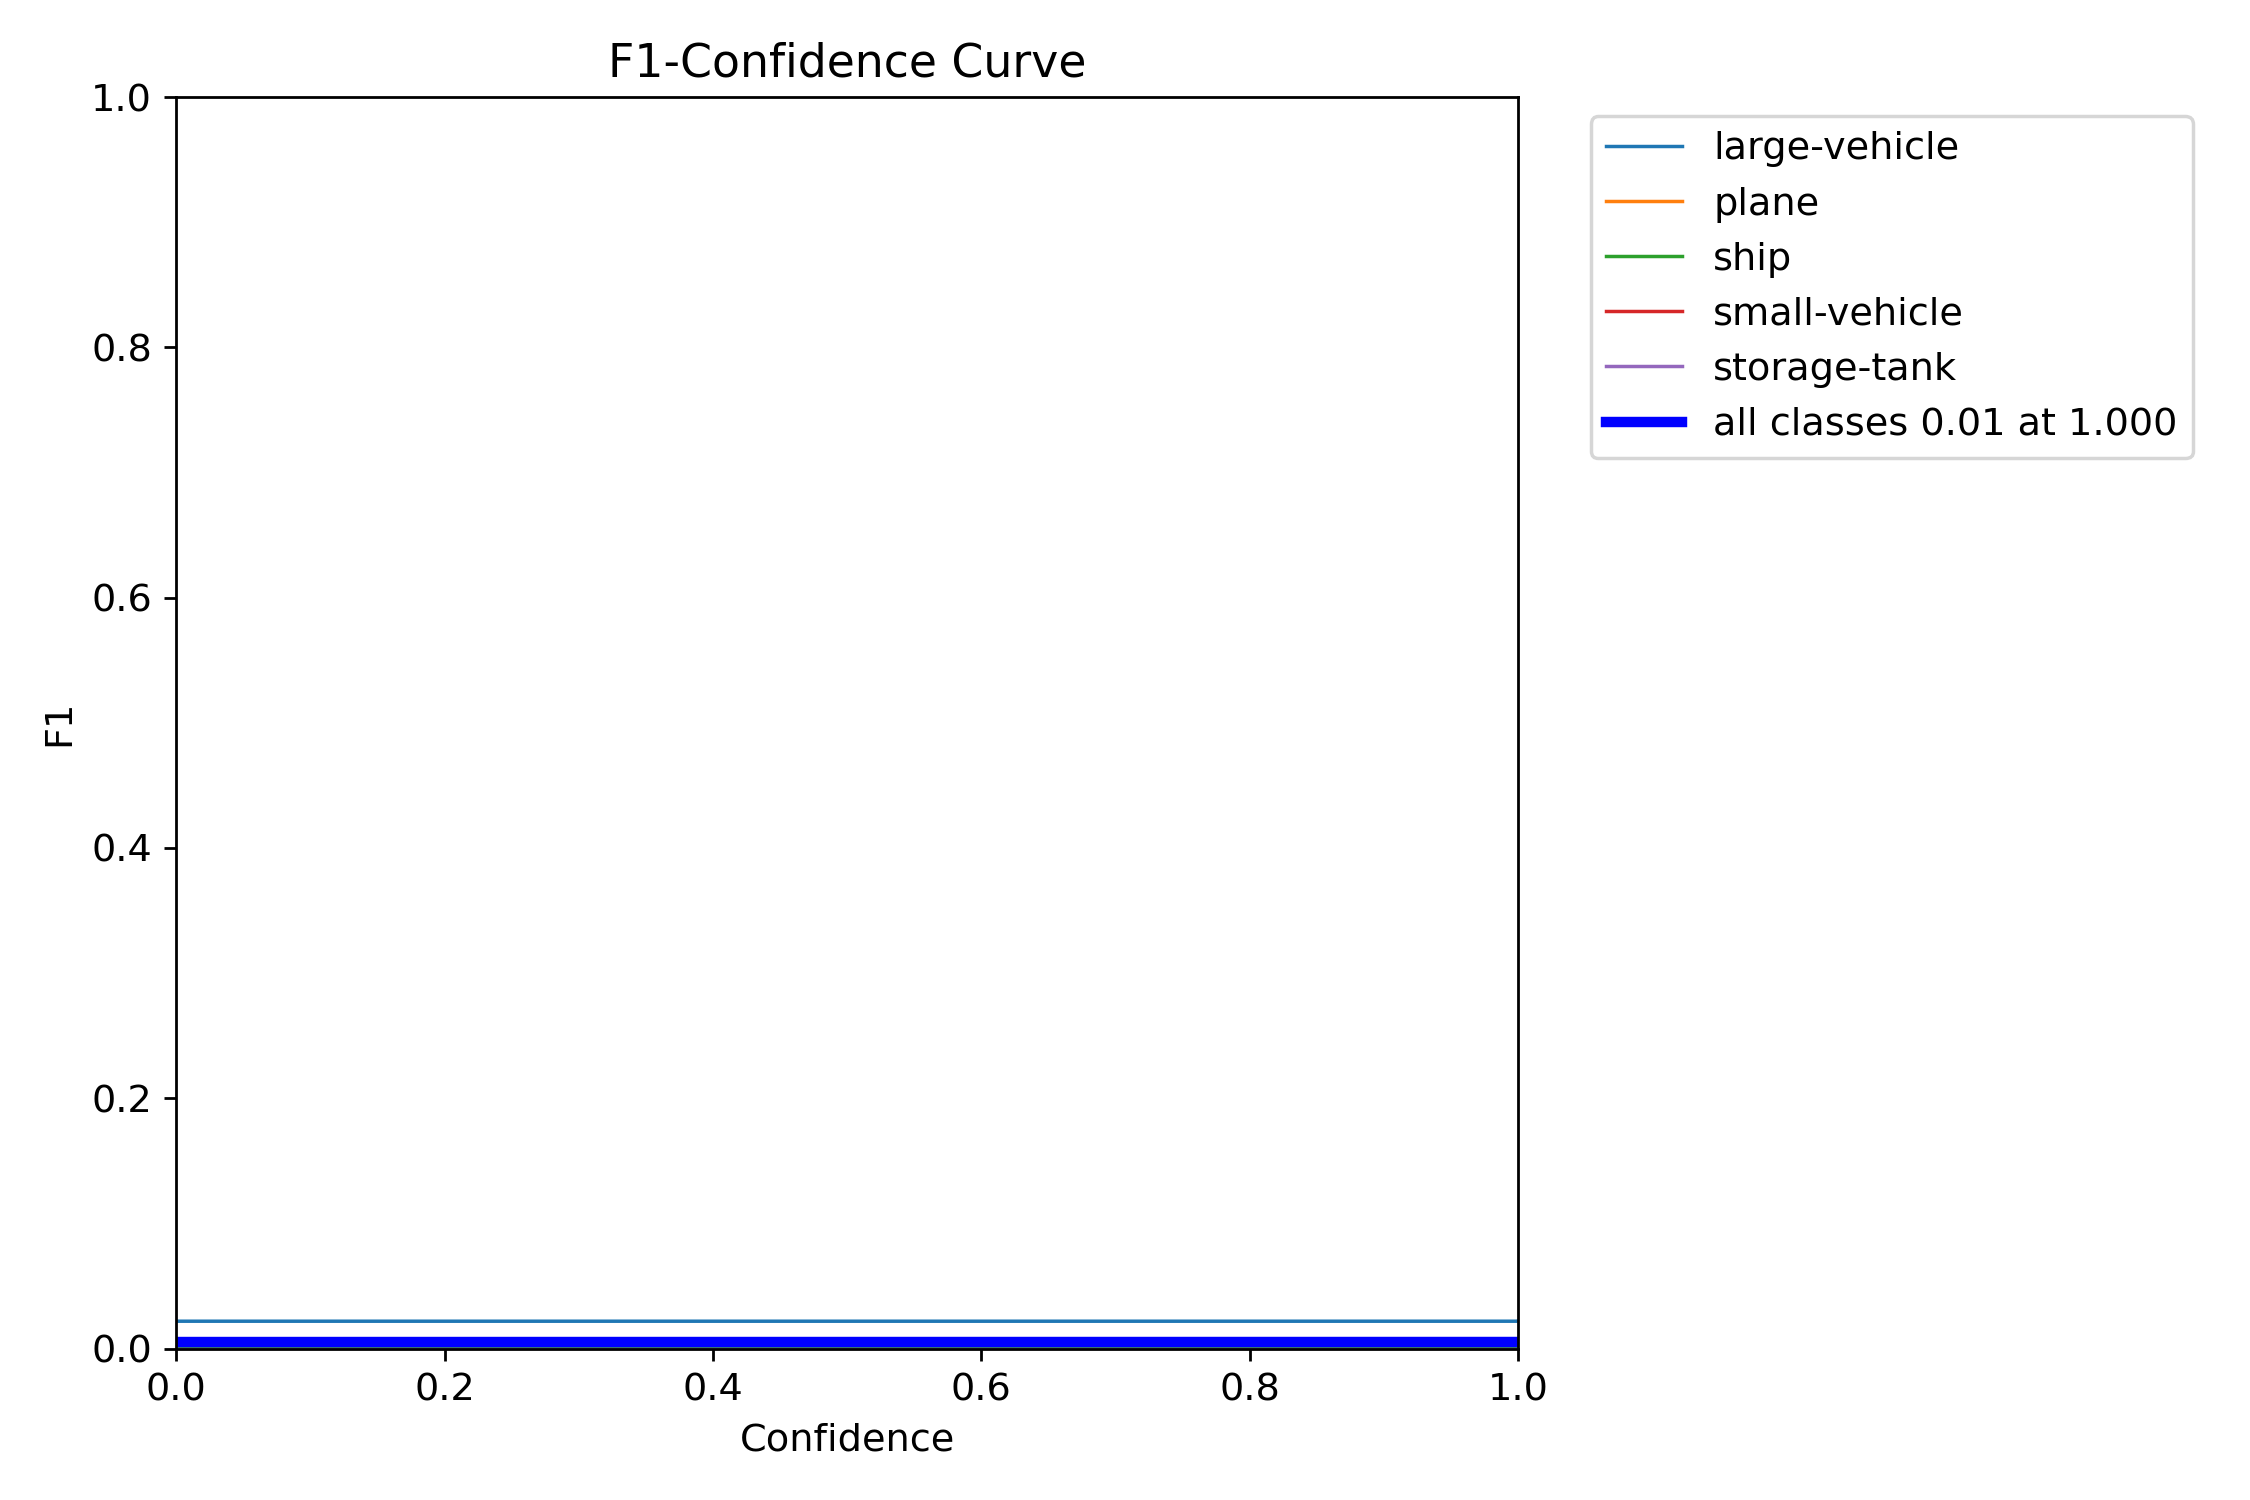 F1-Confidence Curve
1.0
0.8
0.6
0.4
0.2
0.0
F1
0.0 0.2 0.4 0.6 0.8 1.0
Confidence
large-vehicle
plane
ship
small-vehicle
storage-tank
all classes 0.01 at 1.000